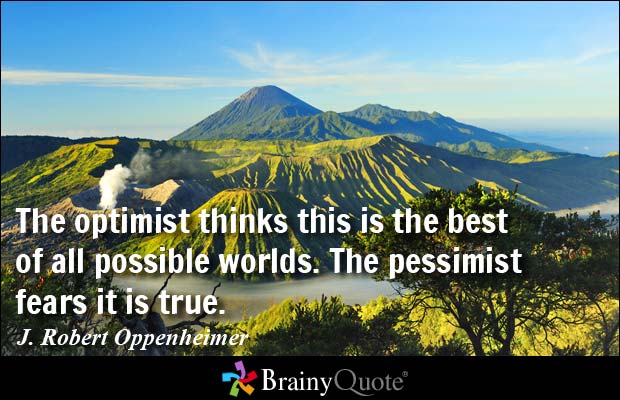 The optimist thinks this is the best
of all possible worlds. The pessimist
fears it is true.
J. Robert Oppenheimer
BrainyQuote®